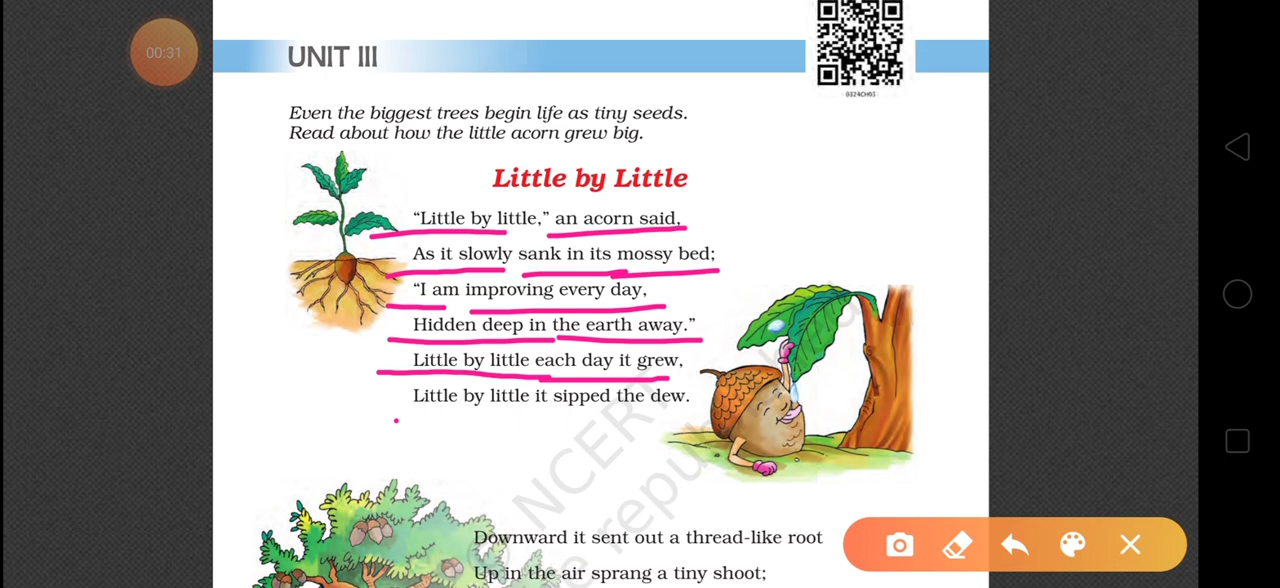 00:31
UNIT III
0324CH03
Even the biggest trees begin life as tiny seeds.
Read about how the little acorn grew big.
Little by Little
“Little by little,” an acorn said,
As it slowly sank in its mossy bed;
“I am improving every day,
Hidden deep in the earth away.”
Little by little each day it grew,
Little by little it sipped the dew.
© NCERT
be republished
Downward it sent out a thread-like root
Up in the air sprang a tiny shoot;